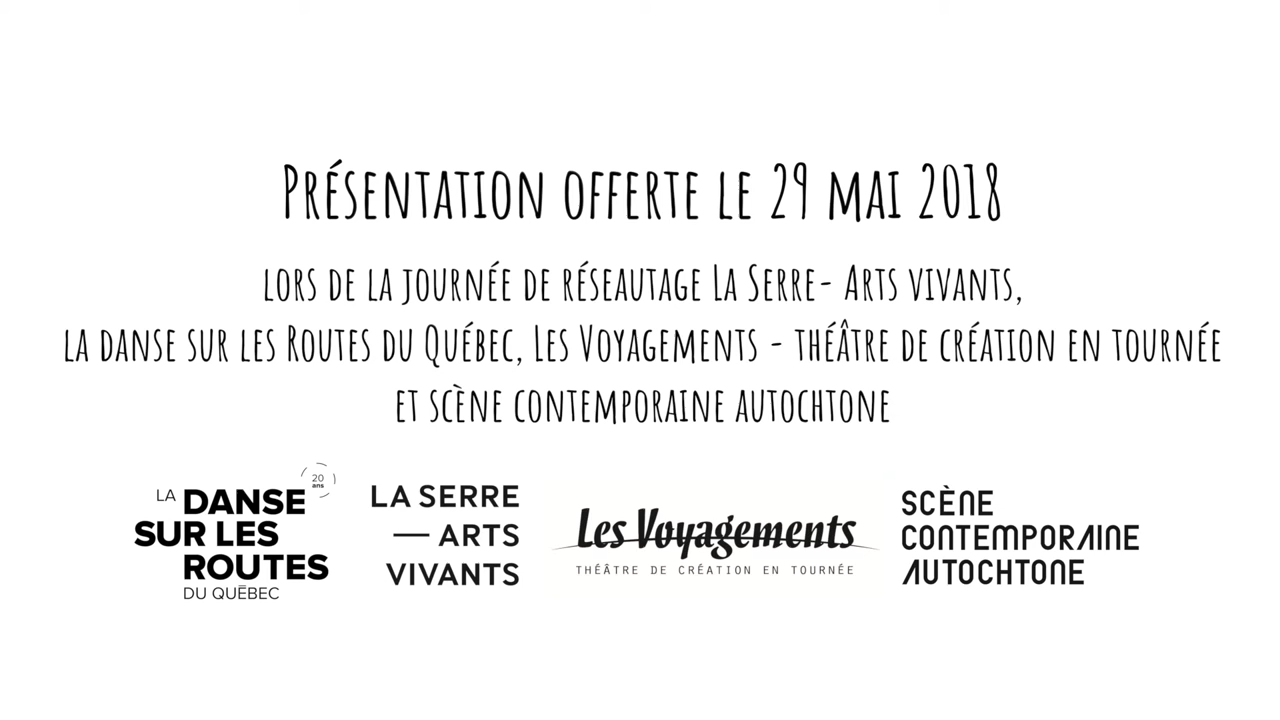 Présentation offerte le 29 mai 2018
lors de la journée de réseautage La Serre- Arts vivants,
la danse sur les Routes du Québec, Les Voyagements - théâtre de création en tournée
et scène contemporaine autochtone
20
ans
LA DANSE
SUR LES
ROUTES
DU QUÉBEC
LA SERRE
— ARTS
VIVANTS
Les Voyagements
THÉÂTRE DE CRÉATION EN TOURNÉE
SCÈNE
CONTEMPORAINE
AUTOCHTONE